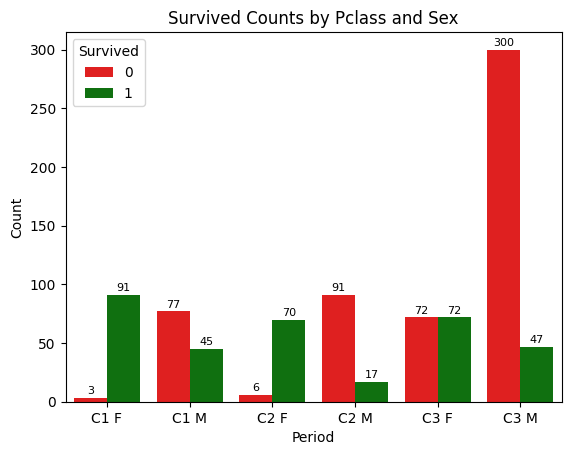 Survived Counts by Pclass and Sex
Survived
0
1
Count
300
250
200
150
100
50
0
3
91
77
45
6
70
91
17
72
72
300
47
C1 F
C1 M
C2 F
C2 M
C3 F
C3 M
Period